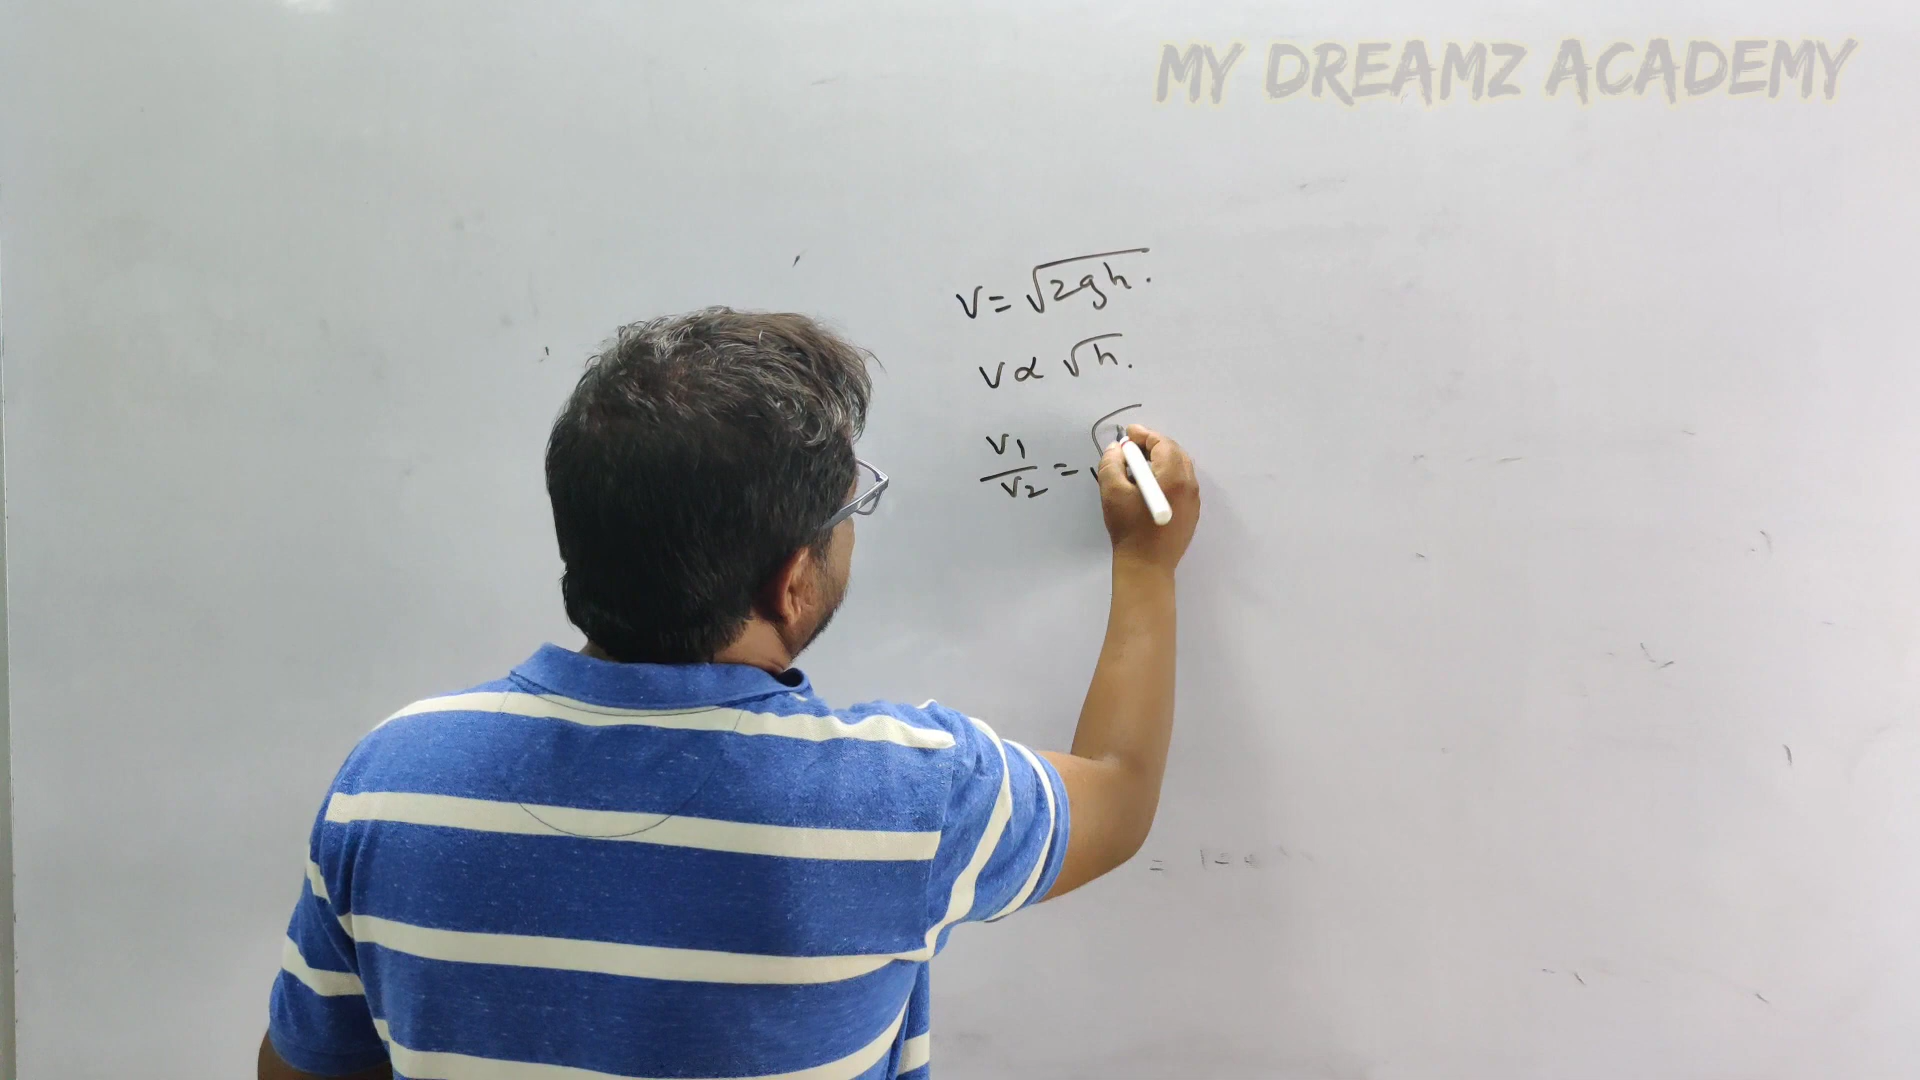 MY DREAMZ ACADEMY
V = √2gh.
V ∝ √h.
V1/V2 = √